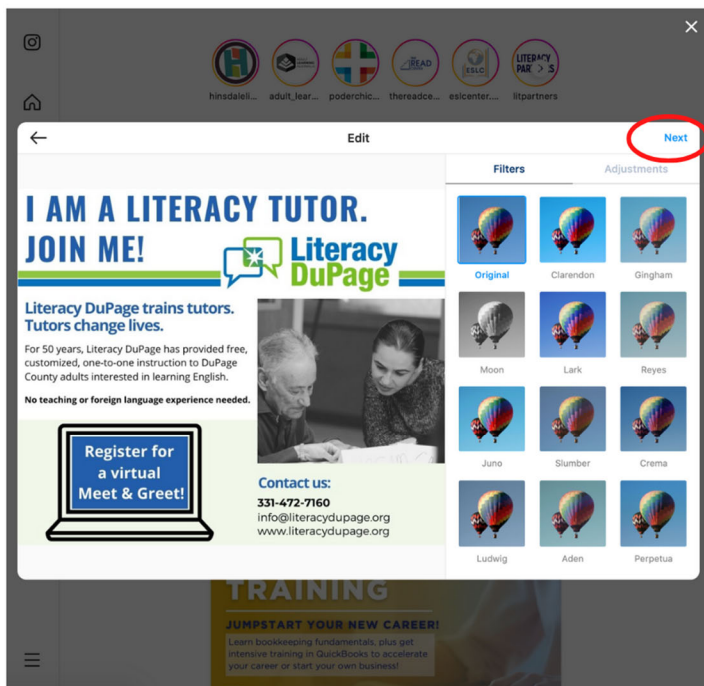 hinsdaleli... adult_lear... poderchic... thereadce... eslcenter.... litpartners
READ
ESLC
LITERACY
PAR S
Edit
Next
Filters
Adjustments
I AM A LITERACY TUTOR.
JOIN ME!
Literacy
DuPage
Literacy DuPage trains tutors.
Tutors change lives.
For 50 years, Literacy DuPage has provided free,
customized, one-to-one instruction to DuPage
County adults interested in learning English.
No teaching or foreign language experience needed.
Register for
a virtual
Meet & Greet!
Contact us:
331-472-7160
info@literacydupage.org
www.literacydupage.org
Original
Clarendon
Gingham
Moon
Lark
Reyes
Juno
Slumber
Crema
Ludwig
Aden
Perpetua
TRAINING
JUMPSTART YOUR NEW CAREER!
Learn bookkeeping fundamentals, plus get
intensive training in QuickBooks to accelerate
your career or start your own business!